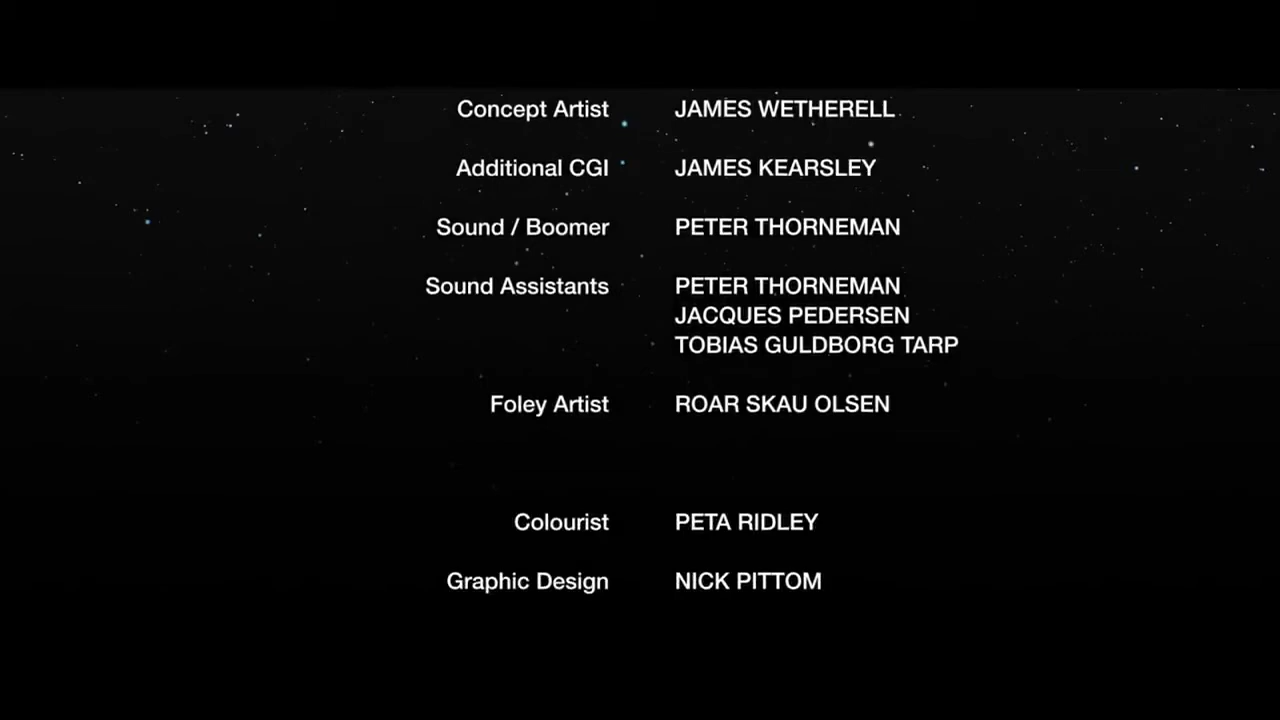 Concept Artist JAMES WETHERELL
Additional CGI JAMES KEARSLEY
Sound / Boomer PETER THORNEMAN
Sound Assistants PETER THORNEMAN
JACQUES PEDERSEN
TOBIAS GULDBORG TARP
Foley Artist ROAR SKAU OLSEN
Colourist PETA RIDLEY
Graphic Design NICK PITTOM